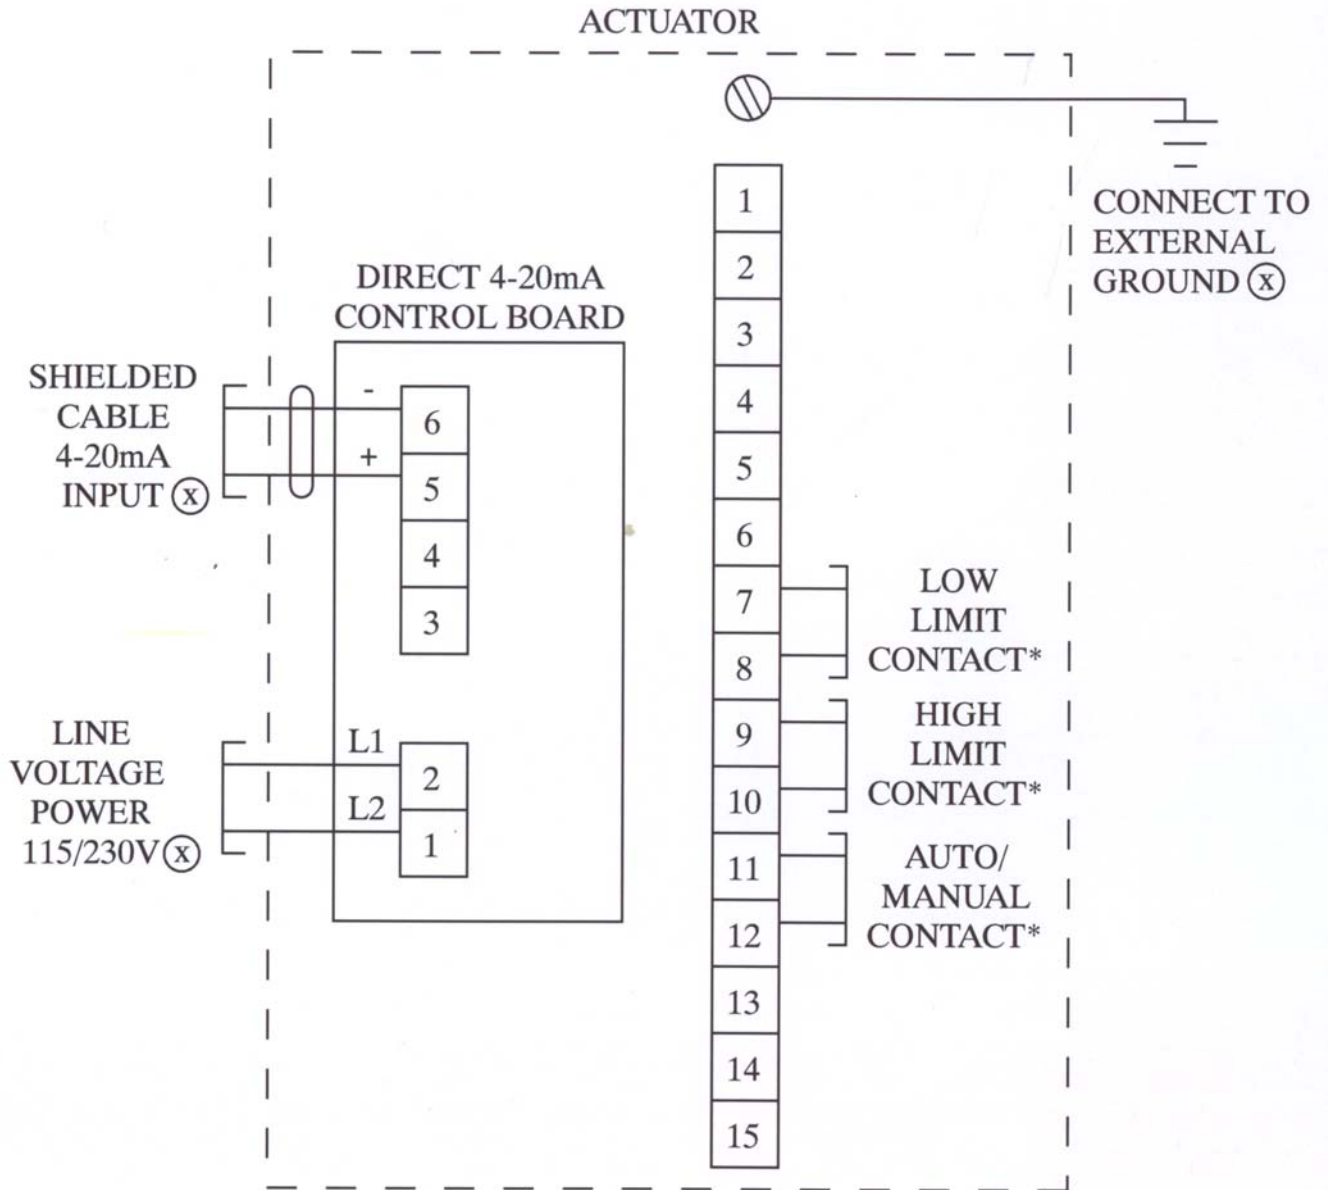 ACTUATOR
CONNECT TO
EXTERNAL
GROUND Ⓧ
DIRECT 4-20mA
CONTROL BOARD
SHIELDED
CABLE
4-20mA
INPUT Ⓧ
-
+
6
5
4
3
LINE
VOLTAGE
POWER
115/230V Ⓧ
L1
L2
2
1
1
2
3
4
5
6
7
8
9
10
11
12
13
14
15
LOW
LIMIT
CONTACT*
HIGH
LIMIT
CONTACT*
AUTO/
MANUAL
CONTACT*